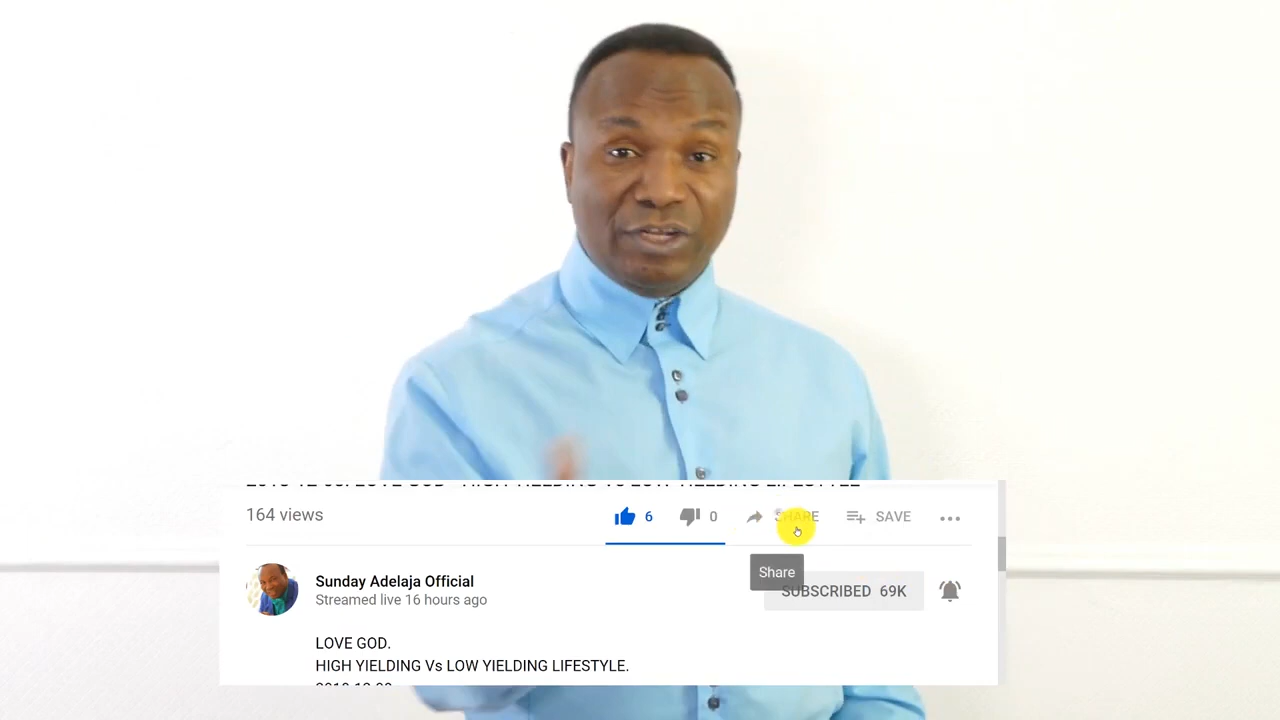 164 views
6
0
SHARE
SAVE
Share
Sunday Adelaja Official
SUBSCRIBED 69K
Streamed live 16 hours ago
LOVE GOD.
HIGH YIELDING Vs LOW YIELDING LIFESTYLE.